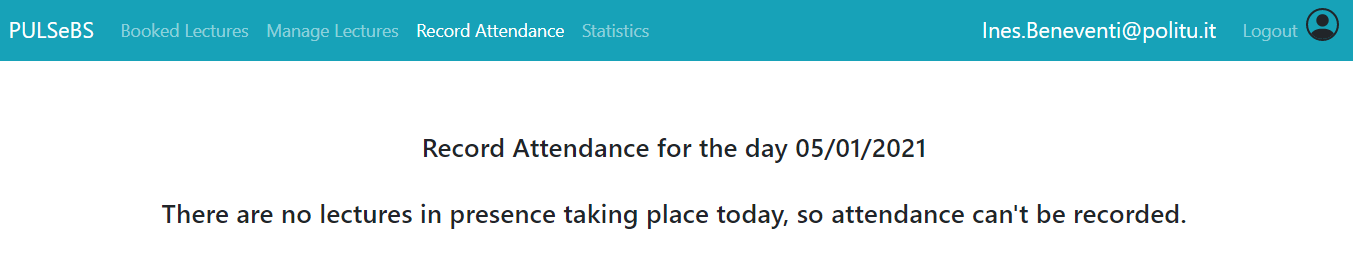 PULSeBS Booked Lectures Manage Lectures Record Attendance Statistics Ines.Beneventi@politu.it Logout
Record Attendance for the day 05/01/2021
There are no lectures in presence taking place today, so attendance can't be recorded.